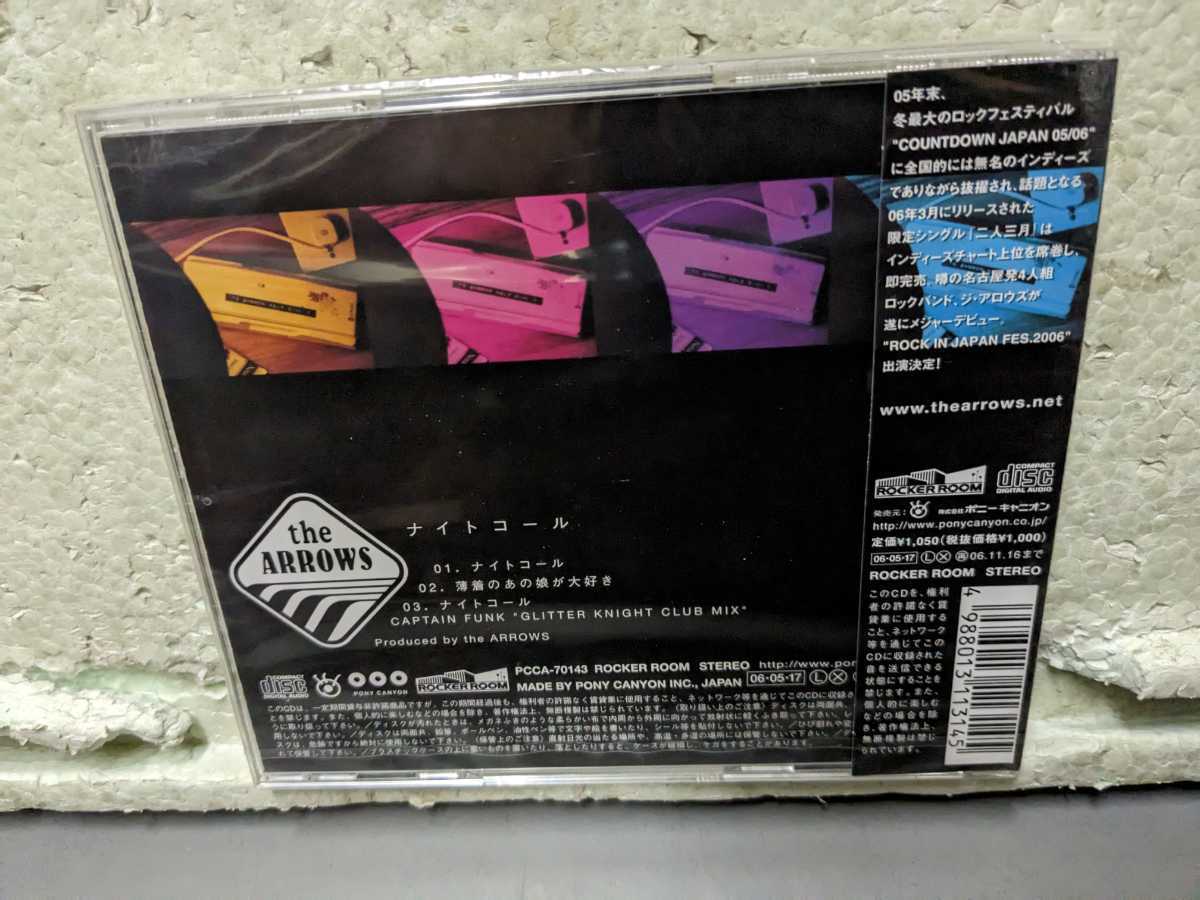 05年末、
冬最大のロックフェスティバル
"COUNTDOWN JAPAN 05/06"
に全国的には無名のインディーズ
でありながら抜擢され、話題となる
06年3月にリリースされた
限定シングル「二人三月」は
インディーズチャート上位を席巻し、
即完売。噂の名古屋発4人組
ロックバンド、ジ・アロウズが
遂にメジャーデビュー。
"ROCK IN JAPAN FES.2006"
出演決定!
www.thearrows.net
ROCKER ROOM
COMPACT
disc
DIGITAL AUDIO
発売元: 株式会社ポニーキャニオン
http://www.ponycanyon.co.jp/
定価¥1,050(税抜価格¥1,000)
06・05・17 L X 再 06.11.16まで
ROCKER ROOM STEREO
このCDを、権利
者の許諾なく賃
貸業に使用する
こと、ネットワーク
等を通じてこの
CDに収録された
音を送信できる
状態にすることを
禁じます。また、
個人的に楽しむ
などの場合を除
き、著作権法上、
無断複製は禁じ
られています。
4 988013 113145
the
ARROWS
ナイトコール
01. ナイトコール
02. 薄着のあの娘が大好き
03. ナイトコール
CAPTAIN FUNK "GLITTER KNIGHT CLUB MIX"
Produced by the ARROWS
COMPACT
disc
DIGITAL AUDIO
PONY CANYON
ROCKER ROOM
PCCA-70143 ROCKER ROOM STEREO http://www.pon
MADE BY PONY CANYON INC., JAPAN 06・05・17 L X